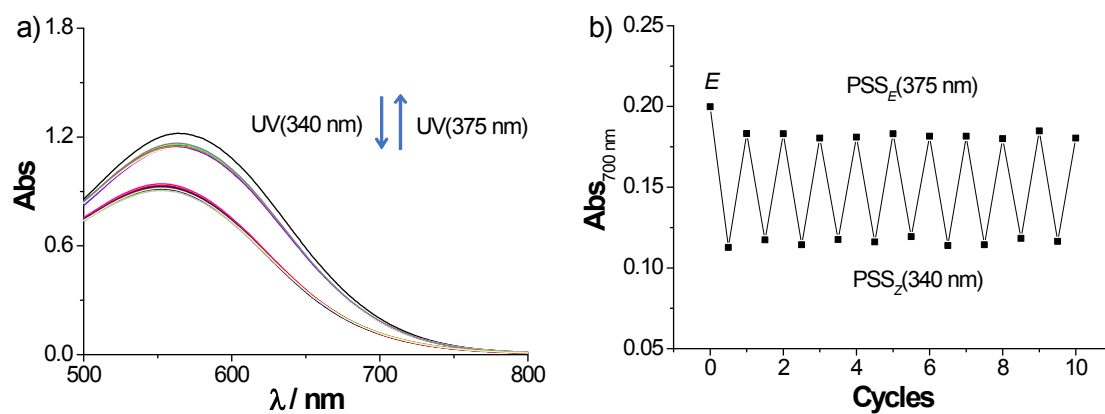 a)
1.8
1.2
0.6
0.0
Abs
UV(340 nm)
UV(375 nm)
500
600
700
800
λ / nm
b)
0.25
0.20
0.15
0.10
0.05
Abs700 nm
E
PSSE(375 nm)
PSSZ(340 nm)
0
2
4
6
8
10
Cycles